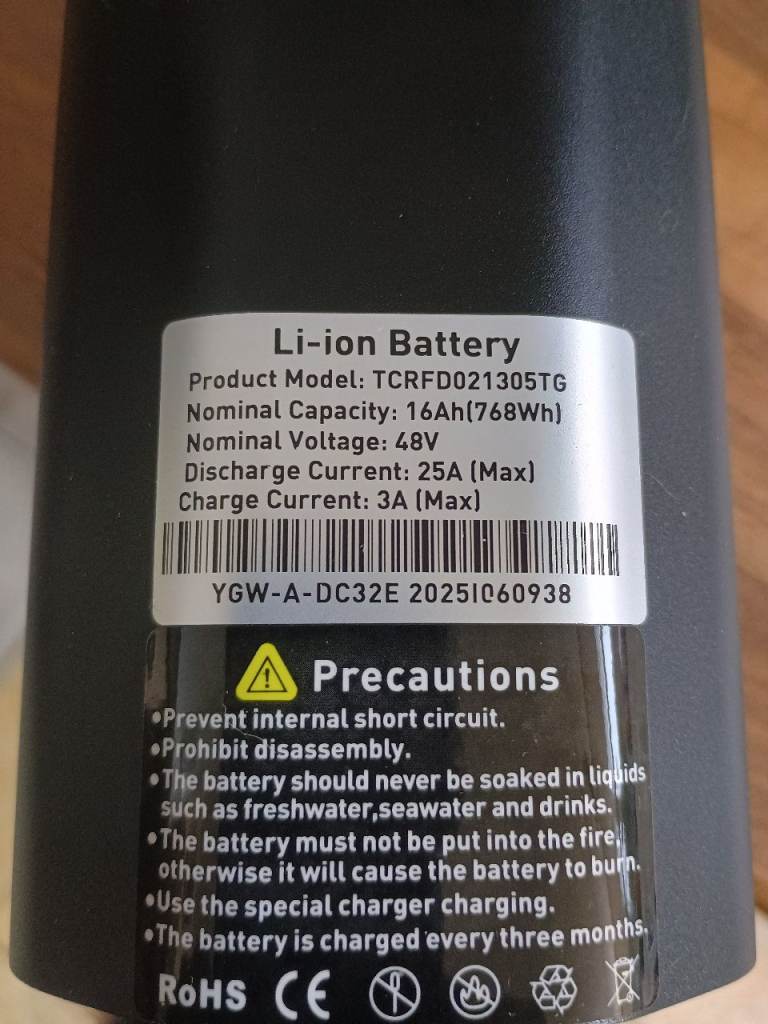 Li-ion Battery
Product Model: TCRFD021305TG
Nominal Capacity: 16Ah(768Wh)
Nominal Voltage: 48V
Discharge Current: 25A (Max)
Charge Current: 3A (Max)
YGW-A-DC32E 2025I060938
Precautions
•Prevent internal short circuit.
•Prohibit disassembly.
•The battery should never be soaked in liquids
such as freshwater,seawater and drinks.
•The battery must not be put into the fire,
otherwise it will cause the battery to burn.
•Use the special charger charging.
•The battery is charged every three months.
RoHS CE